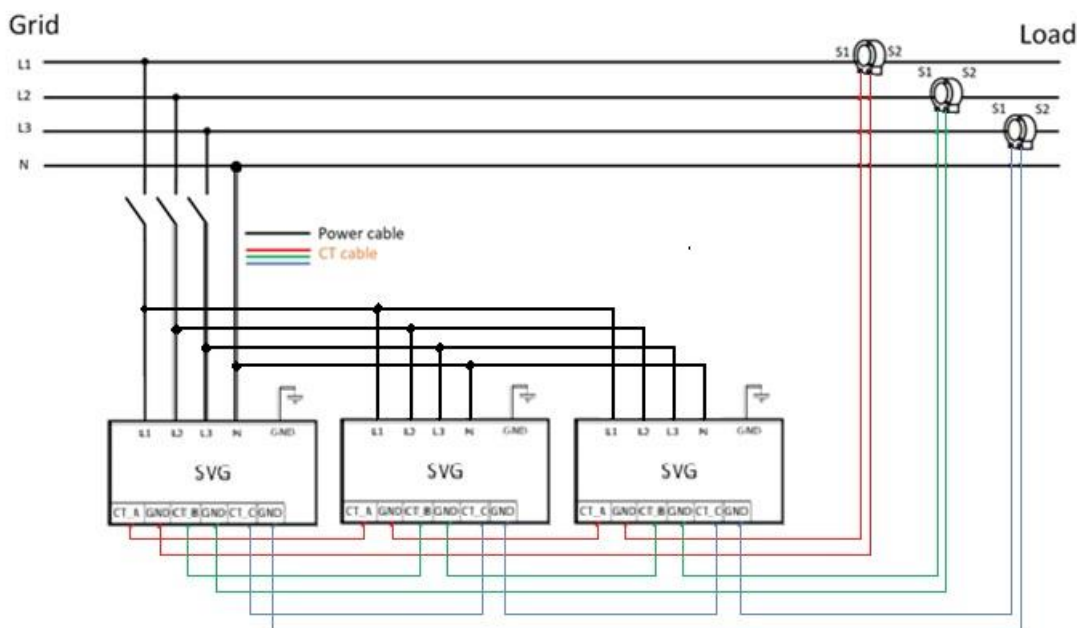 Grid
Load
S1 S2
L1
S1 S2
L2
S1 S2
L3
N
Power cable
CT cable
L1 L2 L3 N GND
L1 L2 L3 N GND
L1 L2 L3 N GND
SVG
SVG
SVG
CT_A GND CT_B GND CT_C GND
CT_A GND CT_B GND CT_C GND
CT_A GND CT_B GND CT_C GND